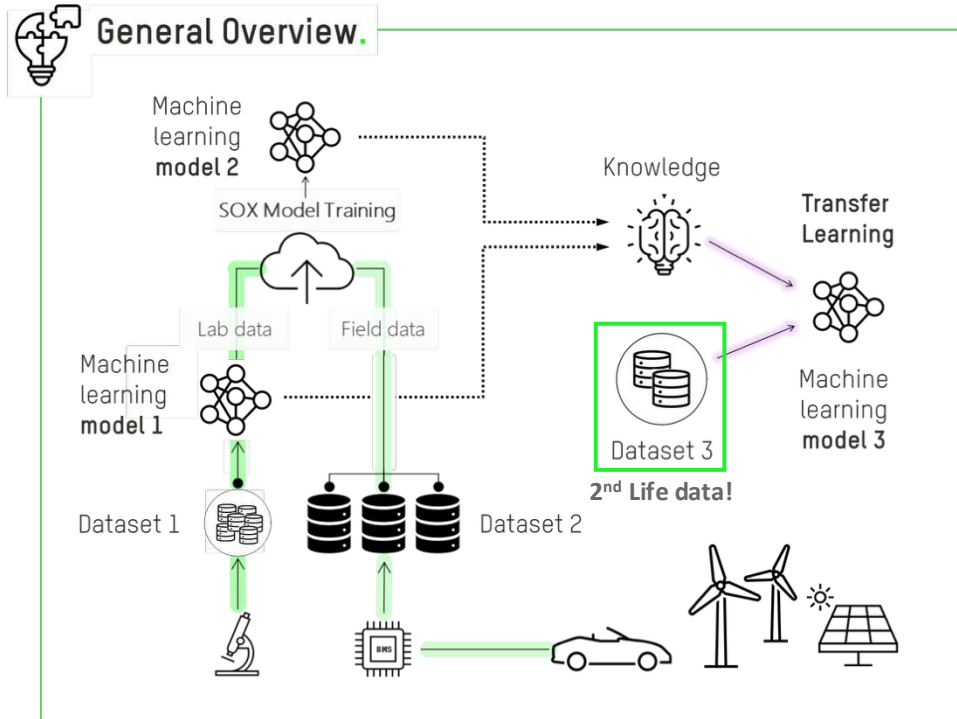 General Overview.
Machine
learning
model 2
SOX Model Training
Knowledge
Transfer
Learning
Lab data
Field data
Machine
learning
model 1
Dataset 3
Machine
learning
model 3
2nd Life data!
Dataset 1
Dataset 2
BMS